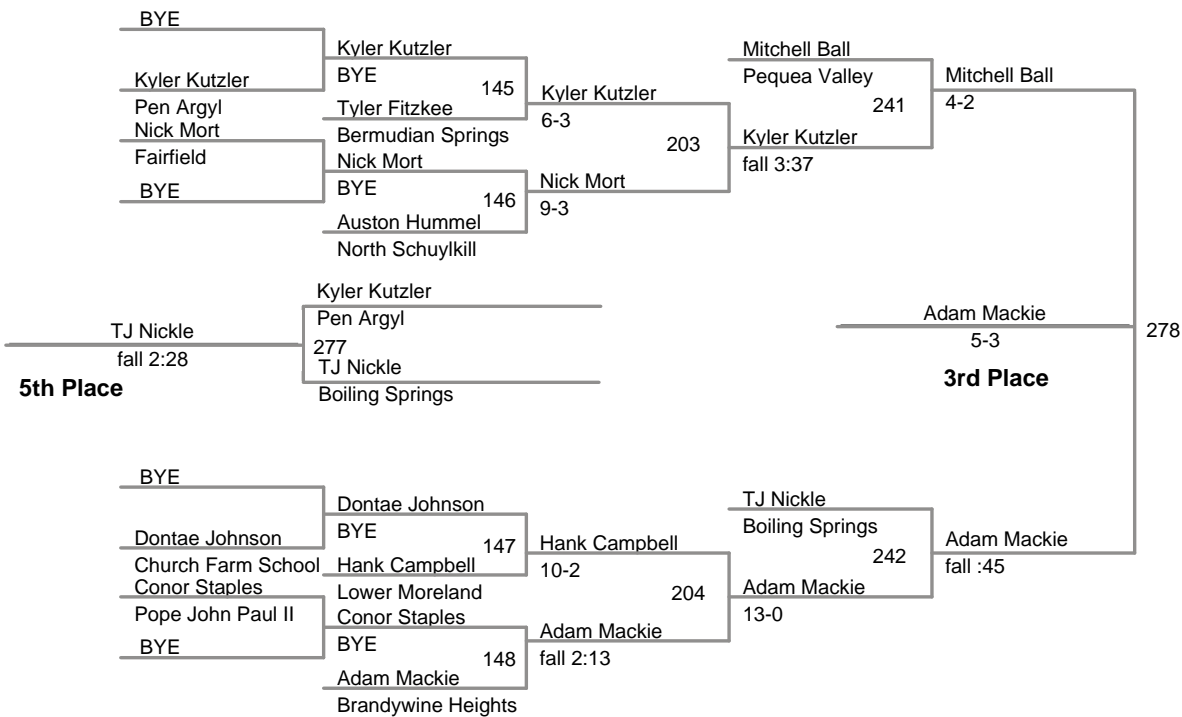 BYE
Kyler Kutzler
Pen Argyl
Nick Mort
Fairfield
BYE
Kyler Kutzler
BYE
145
Tyler Fitzkee
Bermudian Springs
Nick Mort
BYE
146
Auston Hummel
North Schuylkill
Kyler Kutzler
6-3
203
Nick Mort
9-3
Mitchell Ball
Pequea Valley
241
Kyler Kutzler
fall 3:37
Mitchell Ball
4-2
Kyler Kutzler
Pen Argyl
277
TJ Nickle
Boiling Springs
TJ Nickle
fall 2:28
5th Place
Adam Mackie
5-3
278
3rd Place
BYE
Dontae Johnson
Church Farm School
Conor Staples
Pope John Paul II
BYE
Dontae Johnson
BYE
147
Hank Campbell
Lower Moreland
Conor Staples
BYE
148
Adam Mackie
Brandywine Heights
Hank Campbell
10-2
204
Adam Mackie
fall 2:13
TJ Nickle
Boiling Springs
242
Adam Mackie
13-0
Adam Mackie
fall :45